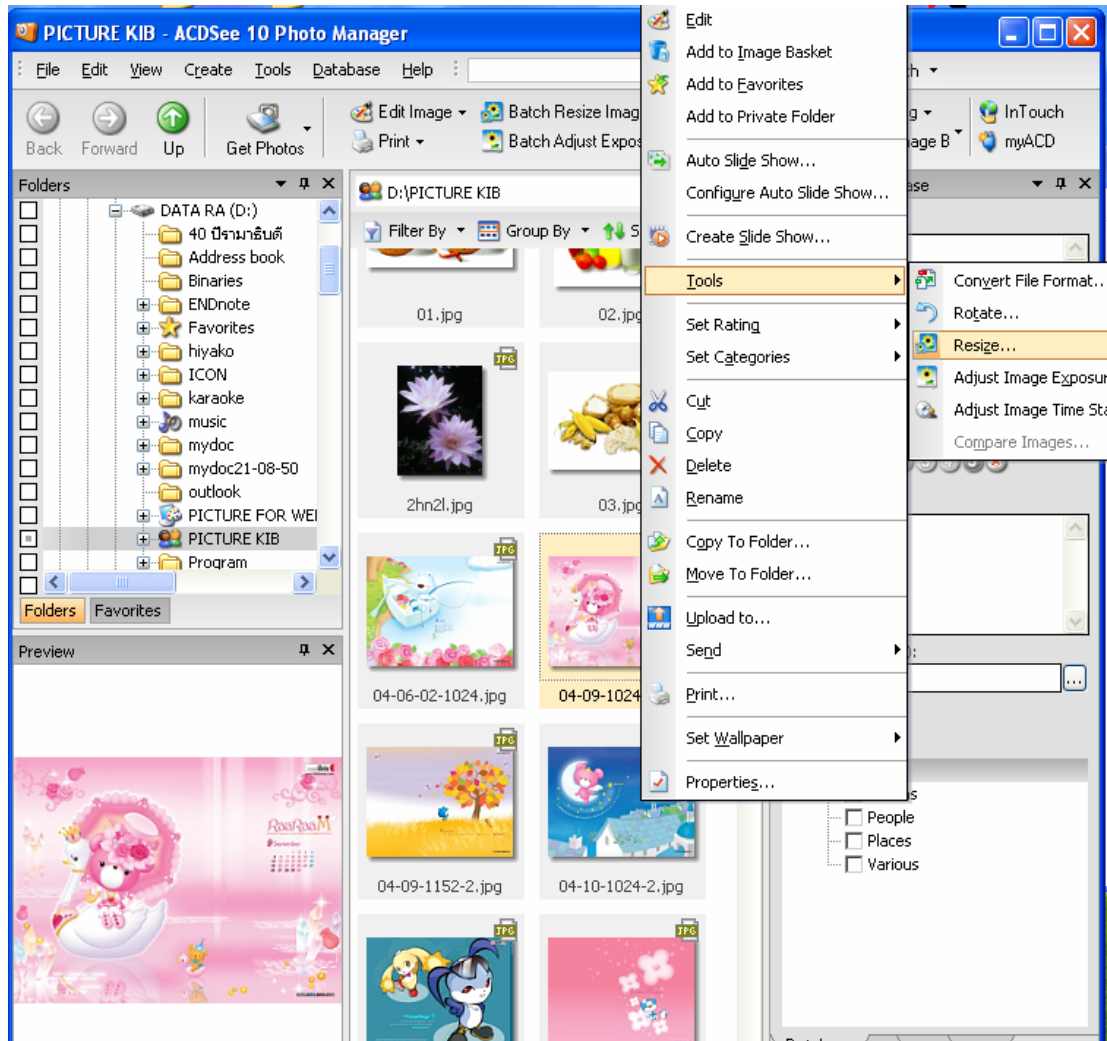 PICTURE KIB - ACDSee 10 Photo Manager
File Edit View Create Tools Database Help
Back Forward Up Get Photos
Edit Image Batch Resize Imag
Print Batch Adjust Expos
InTouch
myACD
Folders
DATA RA (D:)
40 ปีรามาธิบดี
Address book
Binaries
ENDnote
Favorites
hiyako
ICON
karaoke
music
mydoc
mydoc21-08-50
outlook
PICTURE FOR WEI
PICTURE KIB
Program
Folders Favorites
Preview
RaaRaaM
September
D:\PICTURE KIB
Filter By Group By S
01.jpg 02.jpg
JPG
2hn2l.jpg 03.jpg
JPG
04-06-02-1024.jpg 04-09-1024
JPG
04-09-1152-2.jpg 04-10-1024-2.jpg
JPG JPG
Edit
Add to Image Basket
Add to Favorites
Add to Private Folder
Auto Slide Show...
Configure Auto Slide Show...
Create Slide Show...
Tools
Set Rating
Set Categories
Cut
Copy
Delete
Rename
Copy To Folder...
Move To Folder...
Upload to...
Send
Print...
Set Wallpaper
Properties...
Convert File Format..
Rotate...
Resize...
Adjust Image Exposur
Adjust Image Time Sta
Compare Images...
People
Places
Various